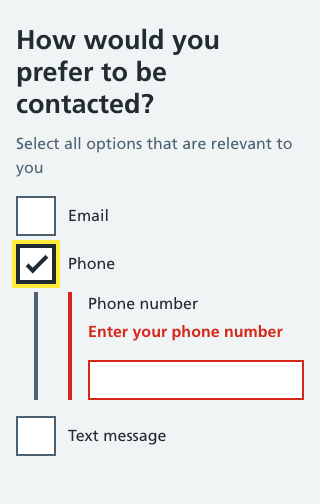 How would you
prefer to be
contacted?
Select all options that are relevant to
you
Email
Phone
Phone number
Enter your phone number
Text message